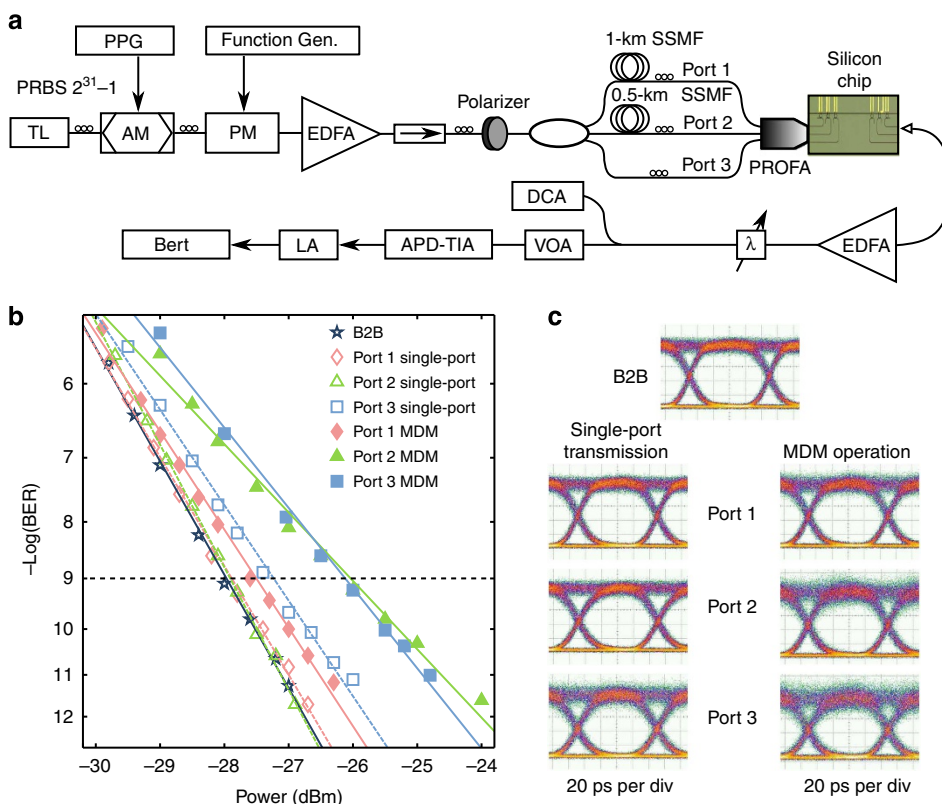 a
PPG
Function Gen.
1-km SSMF
Port 1
Silicon chip
PRBS 2³¹–1
0.5-km SSMF
Port 2
Polarizer
TL
AM
PM
EDFA
Port 3
PROFA
DCA
Bert
LA
APD-TIA
VOA
λ
EDFA
b
B2B
Port 1 single-port
Port 2 single-port
Port 3 single-port
Port 1 MDM
Port 2 MDM
Port 3 MDM
–Log(BER)
6
7
8
9
10
11
12
–30 –29 –28 –27 –26 –25 –24
Power (dBm)
c
B2B
Single-port transmission
MDM operation
Port 1
Port 2
Port 3
20 ps per div
20 ps per div